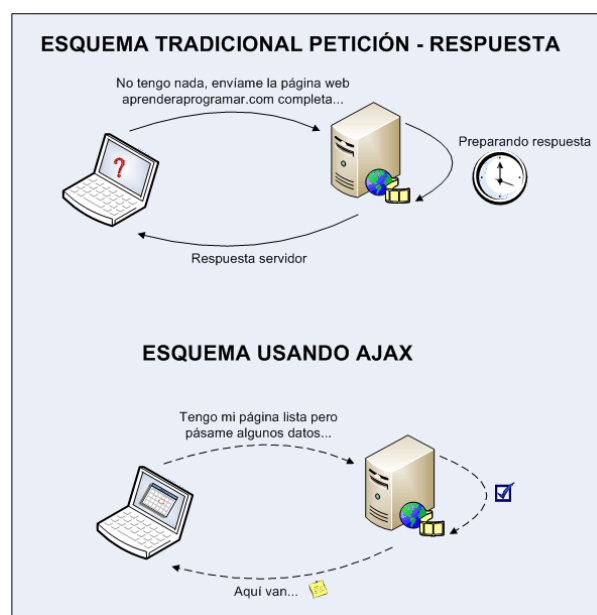 ESQUEMA TRADICIONAL PETICIÓN - RESPUESTA
No tengo nada, envíame la página web
aprenderaprogramar.com completa...
?
Preparando respuesta
Respuesta servidor
ESQUEMA USANDO AJAX
Tengo mi página lista pero
pásame algunos datos...
Aquí van...